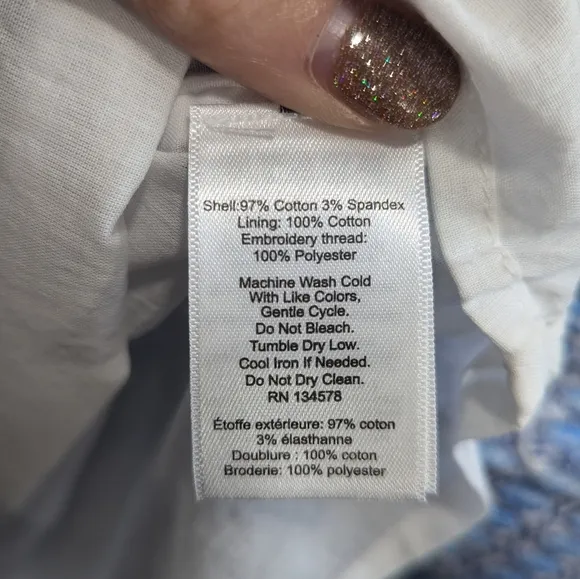 Shell:97% Cotton 3% Spandex
Lining: 100% Cotton
Embroidery thread:
100% Polyester
Machine Wash Cold
With Like Colors,
Gentle Cycle.
Do Not Bleach.
Tumble Dry Low.
Cool Iron If Needed.
Do Not Dry Clean.
RN 134578
Étoffe extérieure: 97% coton
3% élasthanne
Doublure : 100% coton
Broderie: 100% polyester